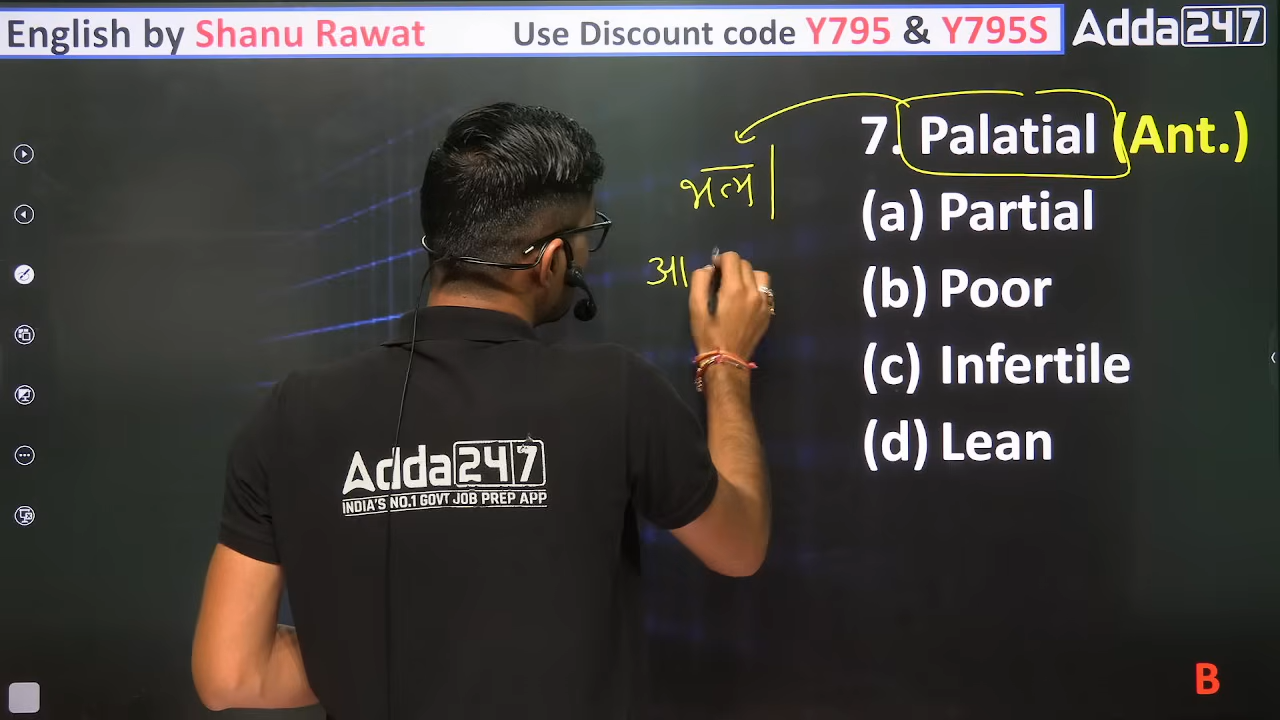 English by Shanu Rawat Use Discount code Y795 & Y795S Adda247
7. Palatial (Ant.)
(a) Partial
(b) Poor
(c) Infertile
(d) Lean
आ
Adda247
INDIA'S NO.1 GOVT JOB PREP APP
B